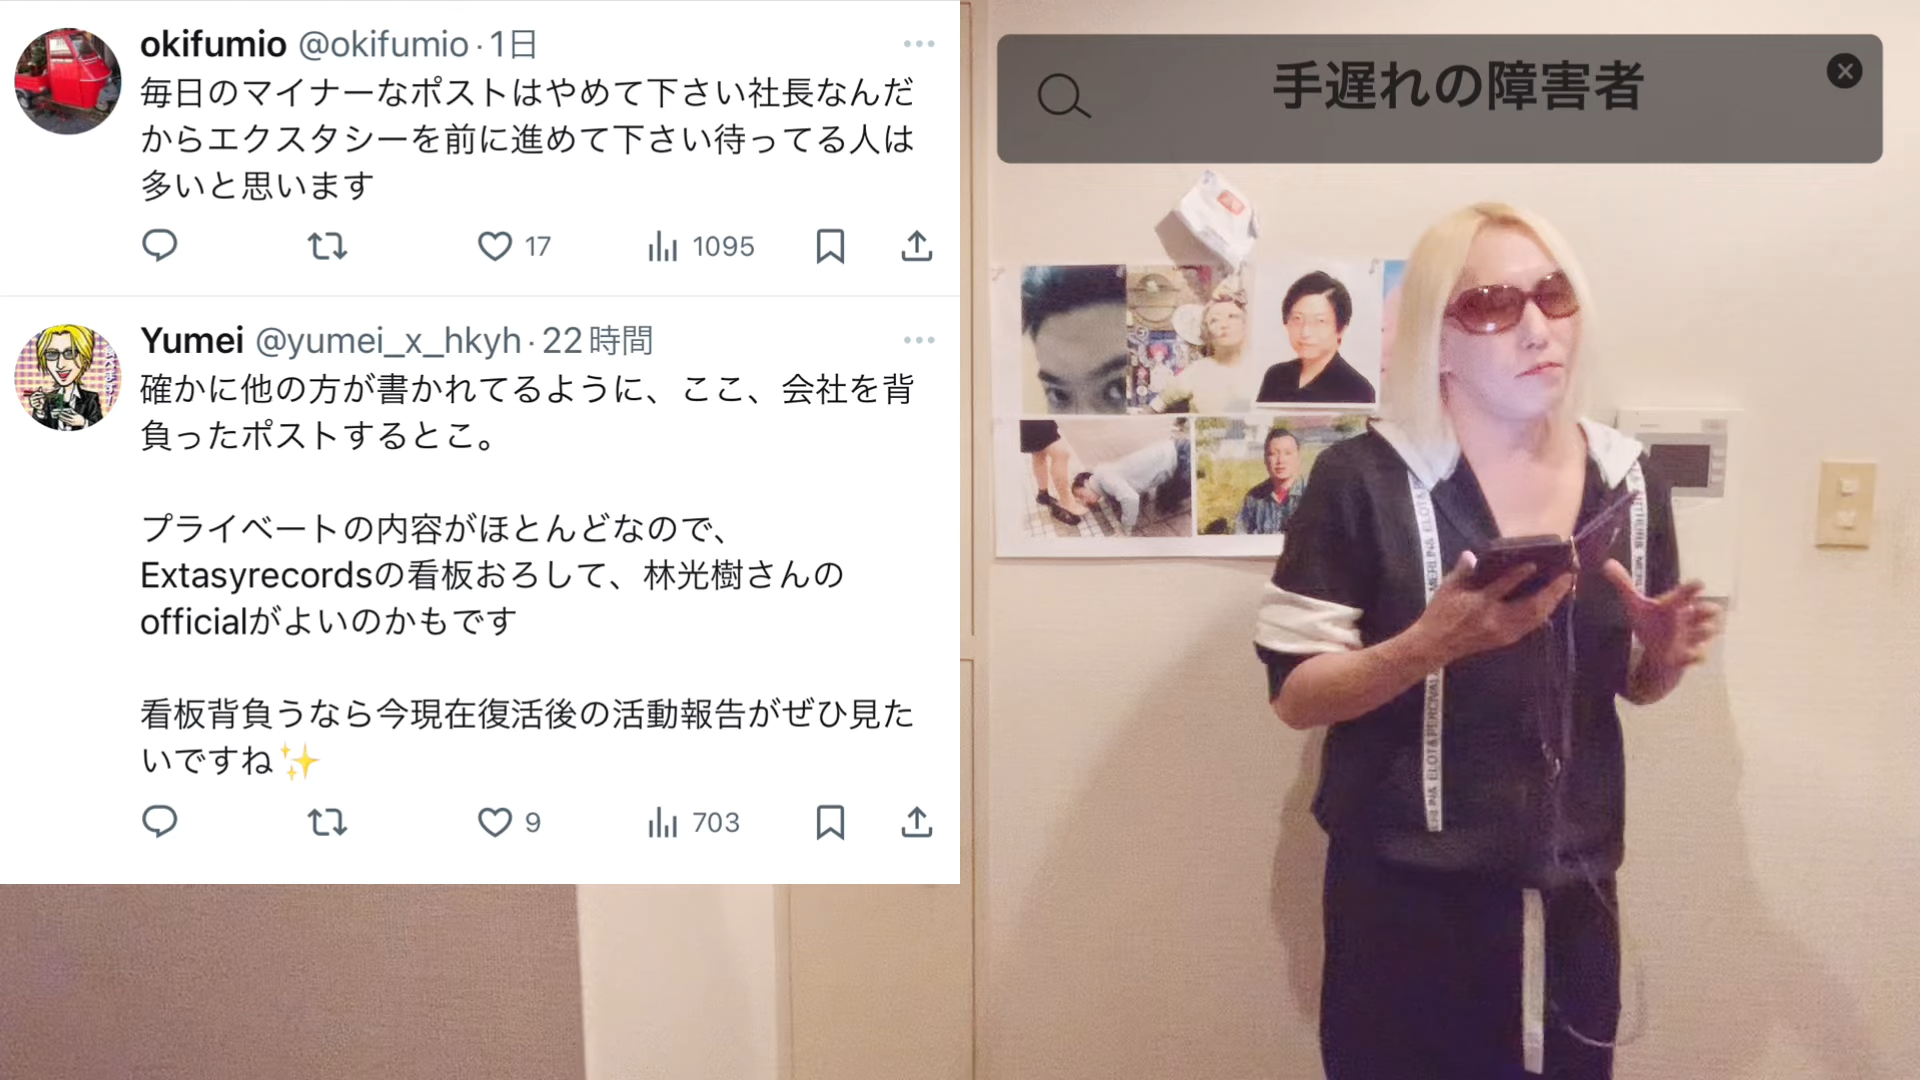 okifumio @okifumio · 1日
毎日のマイナーなポストはやめて下さい社長なんだ
からエクスタシーを前に進めて下さい待ってる人は
多いと思います
17 1095
Yumei @yumei_x_hkyh · 22時間
確かに他の方が書かれてるように、ここ、会社を背
負ったポストするとこ。
プライベートの内容がほとんどなので、
Extasyrecordsの看板おろして、林光樹さんの
officialがよいのかもです
看板背負うなら今現在復活後の活動報告がぜひ見た
いですね✨
9 703
手遅れの障害者